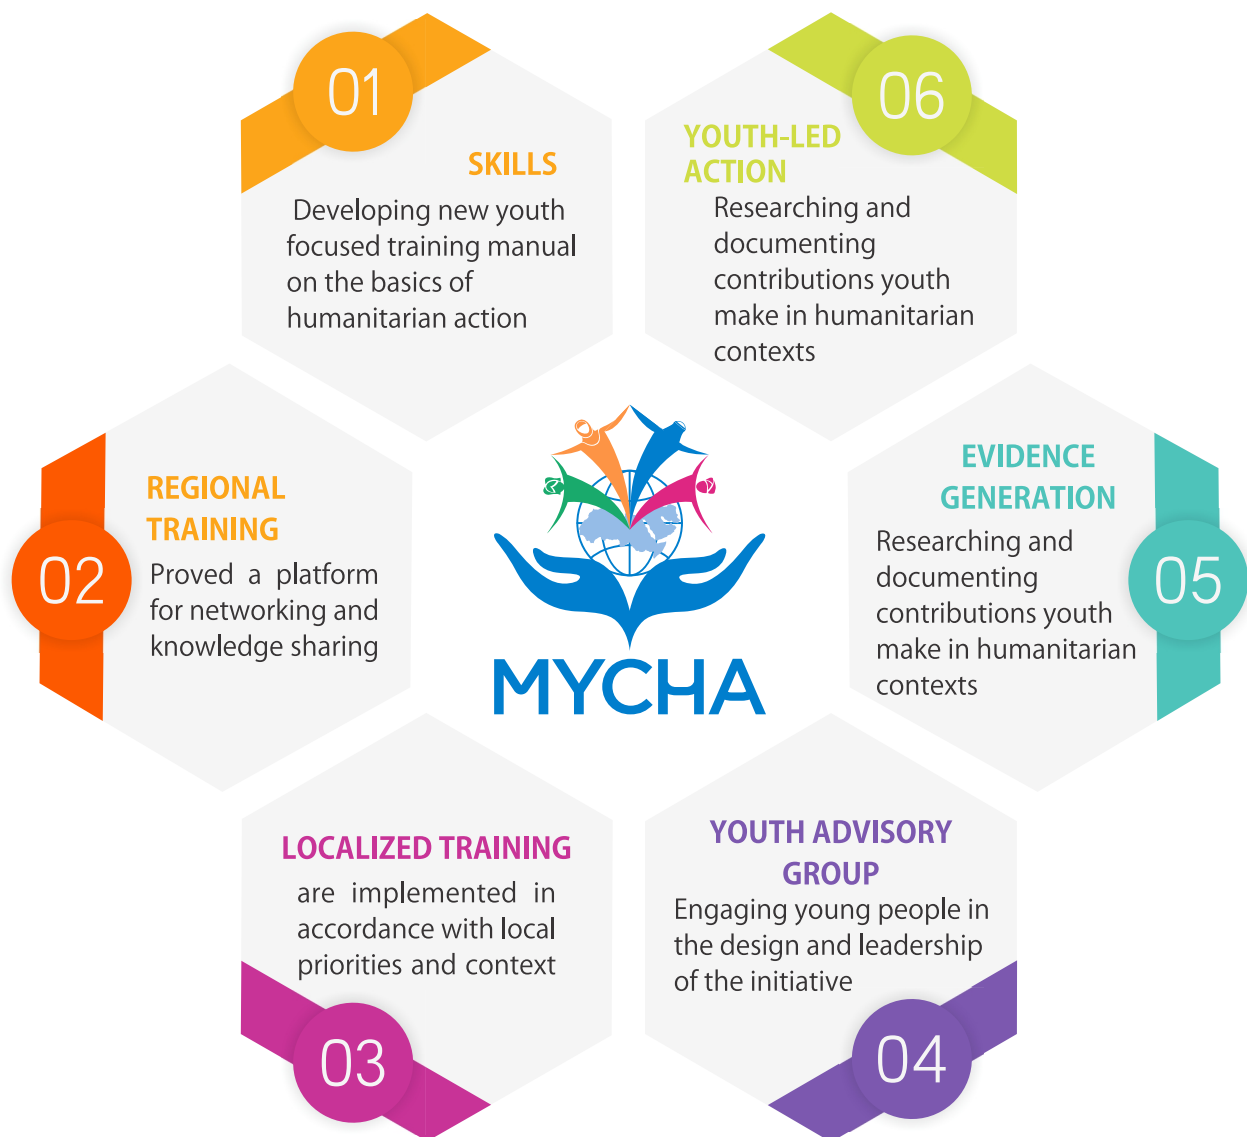 01
SKILLS
Developing new youth
focused training manual
on the basics of
humanitarian action
02
REGIONAL
TRAINING
Proved a platform
for networking and
knowledge sharing
03
LOCALIZED TRAINING
are implemented in
accordance with local
priorities and context
04
YOUTH ADVISORY
GROUP
Engaging young people in
the design and leadership
of the initiative
05
EVIDENCE
GENERATION
Researching and
documenting
contributions youth
make in humanitarian
contexts
06
YOUTH-LED
ACTION
Researching and
documenting
contributions youth
make in humanitarian
contexts
MYCHA